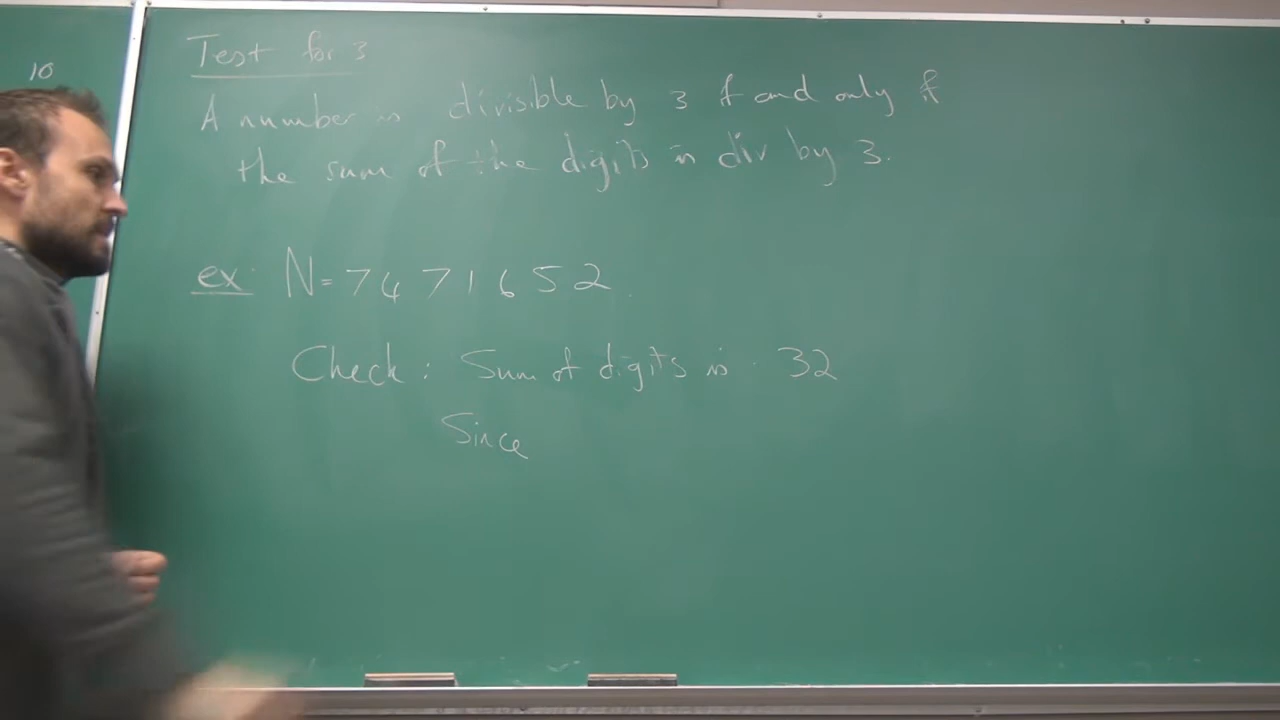 10
Test for 3
A number is divisible by 3 if and only if
the sum of the digits is div by 3.
ex: N=7471652.
Check: Sum of digits is 32
Since